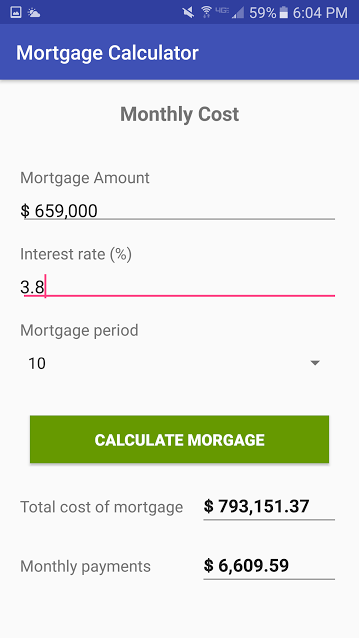 59% 6:04 PM
Mortgage Calculator
Monthly Cost
Mortgage Amount
$ 659,000
Interest rate (%)
3.8
Mortgage period
10
CALCULATE MORGAGE
Total cost of mortgage $ 793,151.37
Monthly payments $ 6,609.59